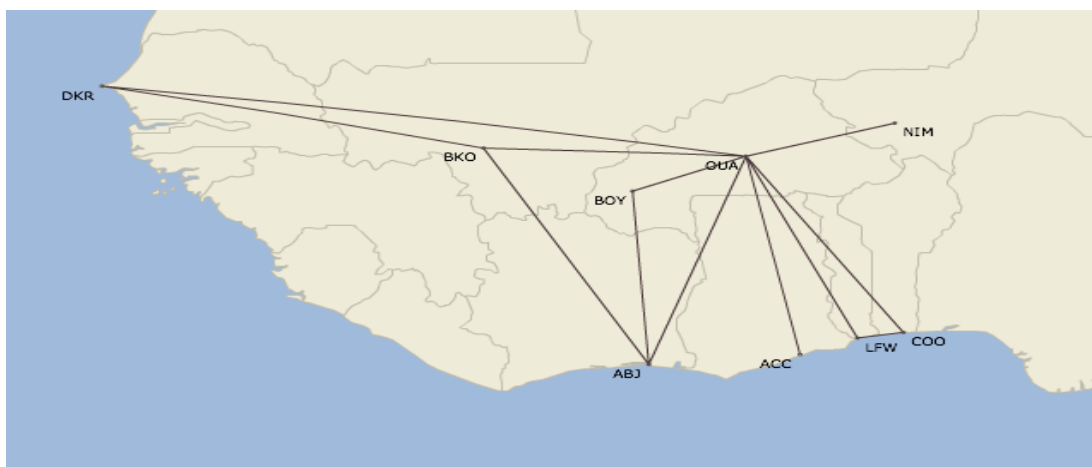 DKR
NIM
BKO
OUA
BOY
COO
LFW
ACC
ABJ